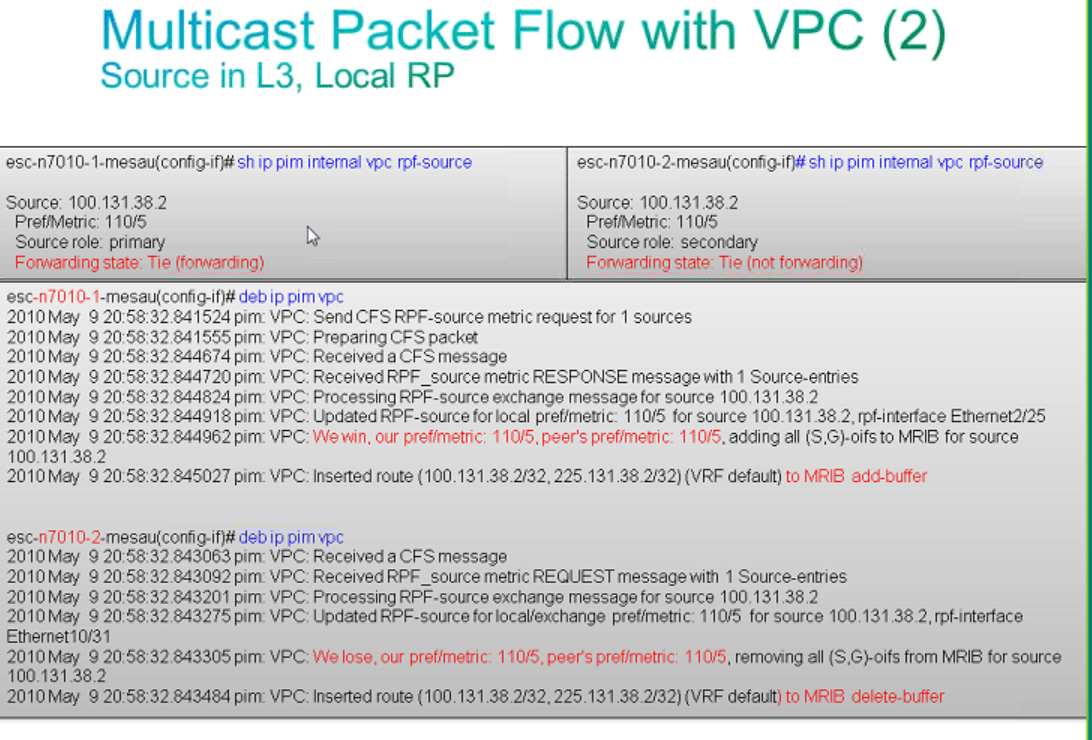 Multicast Packet Flow with VPC (2)
Source in L3, Local RP
esc-n7010-1-mesau(config-if)# sh ip pim internal vpc rpf-source
Source: 100.131.38.2
Pref/Metric: 110/5
Source role: primary
Forwarding state: Tie (forwarding)
esc-n7010-2-mesau(config-if)# sh ip pim internal vpc rpf-source
Source: 100.131.38.2
Pref/Metric: 110/5
Source role: secondary
Forwarding state: Tie (not forwarding)
esc-n7010-1-mesau(config-if)# deb ip pim vpc
2010 May 9 20:58:32.841524 pim: VPC: Send CFS RPF-source metric request for 1 sources
2010 May 9 20:58:32.841555 pim: VPC: Preparing CFS packet
2010 May 9 20:58:32.844674 pim: VPC: Received a CFS message
2010 May 9 20:58:32.844720 pim: VPC: Received RPF_source metric RESPONSE message with 1 Source-entries
2010 May 9 20:58:32.844824 pim: VPC: Processing RPF-source exchange message for source 100.131.38.2
2010 May 9 20:58:32.844918 pim: VPC: Updated RPF-source for local pref/metric: 110/5 for source 100.131.38.2, rpf-interface Ethernet2/25
2010 May 9 20:58:32.844962 pim: VPC: We win, our pref/metric: 110/5, peer's pref/metric: 110/5, adding all (S,G)-oifs to MRIB for source
100.131.38.2
2010 May 9 20:58:32.845027 pim: VPC: Inserted route (100.131.38.2/32, 225.131.38.2/32) (VRF default) to MRIB add-buffer
esc-n7010-2-mesau(config-if)# deb ip pim vpc
2010 May 9 20:58:32.843063 pim: VPC: Received a CFS message
2010 May 9 20:58:32.843092 pim: VPC: Received RPF_source metric REQUEST message with 1 Source-entries
2010 May 9 20:58:32.843201 pim: VPC: Processing RPF-source exchange message for source 100.131.38.2
2010 May 9 20:58:32.843275 pim: VPC: Updated RPF-source for local/exchange pref/metric: 110/5 for source 100.131.38.2, rpf-interface
Ethernet10/31
2010 May 9 20:58:32.843305 pim: VPC: We lose, our pref/metric: 110/5, peer's pref/metric: 110/5, removing all (S,G)-oifs from MRIB for source
100.131.38.2
2010 May 9 20:58:32.843484 pim: VPC: Inserted route (100.131.38.2/32, 225.131.38.2/32) (VRF default) to MRIB delete-buffer